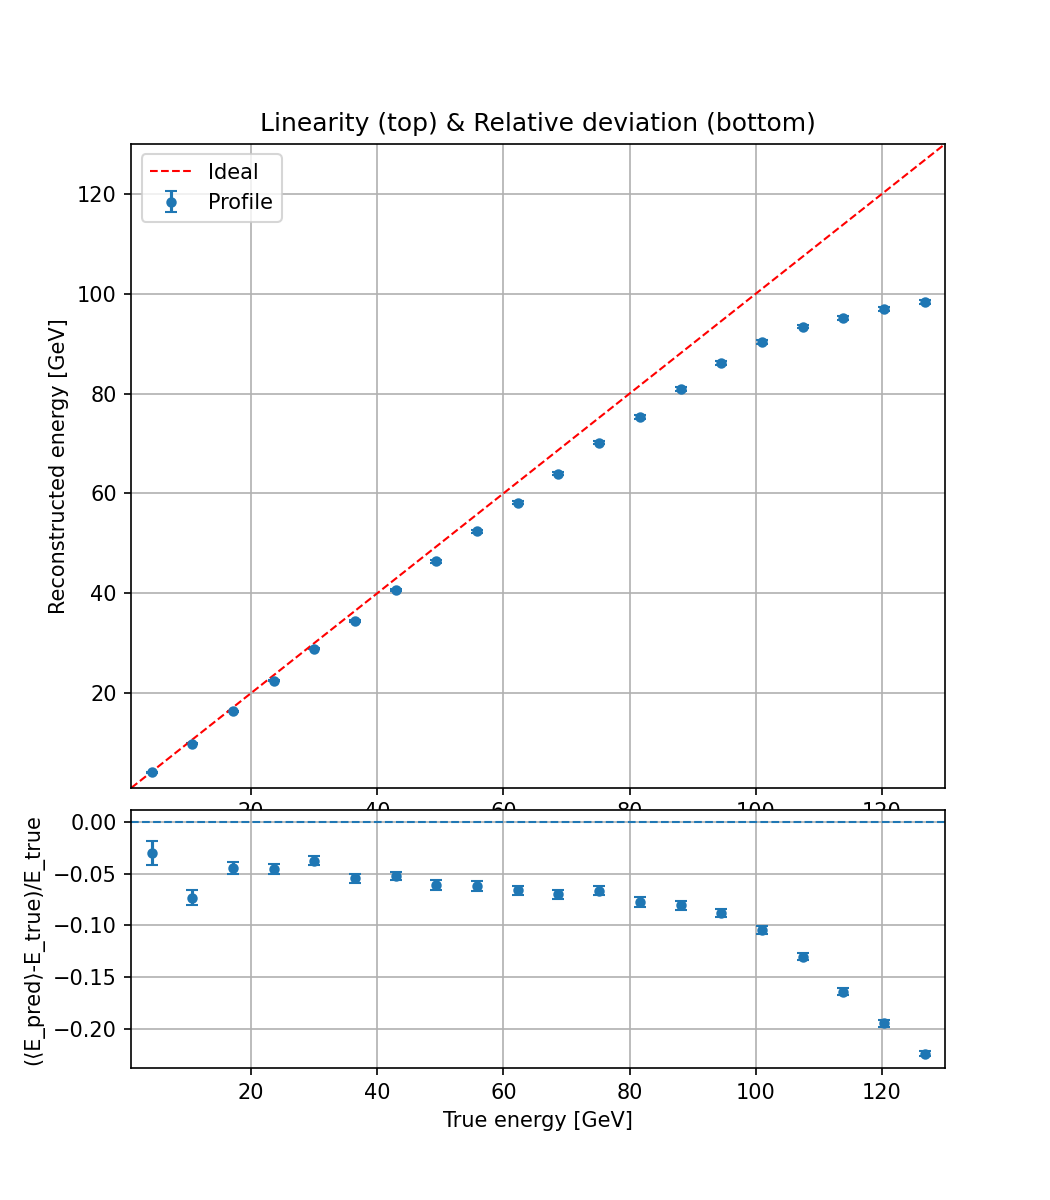 Linearity (top) & Relative deviation (bottom)
Ideal
Profile
120
100
80
60
40
20
Reconstructed energy [GeV]
20 40 60 80 100 120
0.00
−0.05
−0.10
−0.15
−0.20
(⟨E_pred⟩-E_true)/E_true
20 40 60 80 100 120
True energy [GeV]